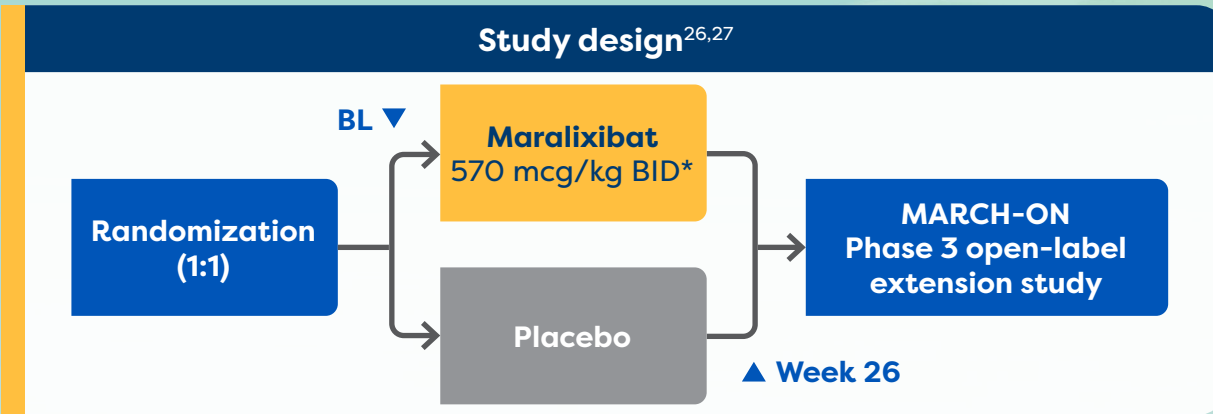 Study design26,27
BL ▼
Maralixibat
570 mcg/kg BID*
Randomization
(1:1)
MARCH-ON
Phase 3 open-label
extension study
Placebo
▲ Week 26